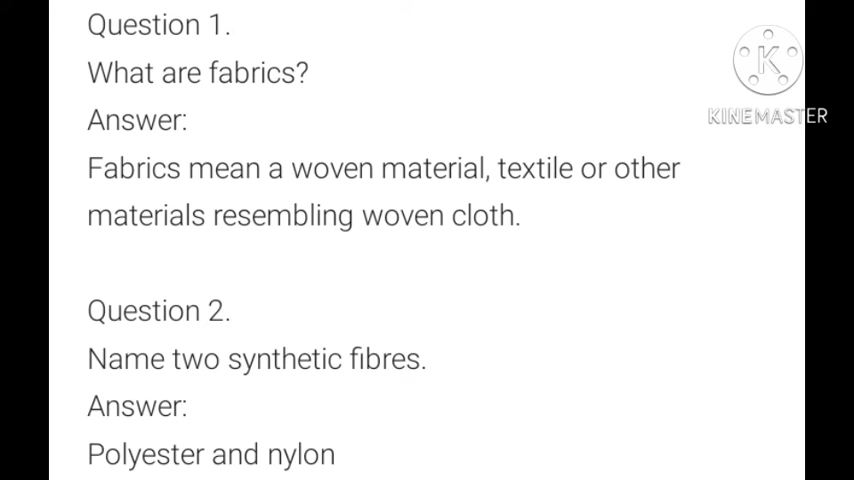 Question 1.
What are fabrics?
Answer:
Fabrics mean a woven material, textile or other
materials resembling woven cloth.
Question 2.
Name two synthetic fibres.
Answer:
Polyester and nylon
K
KINEMASTER